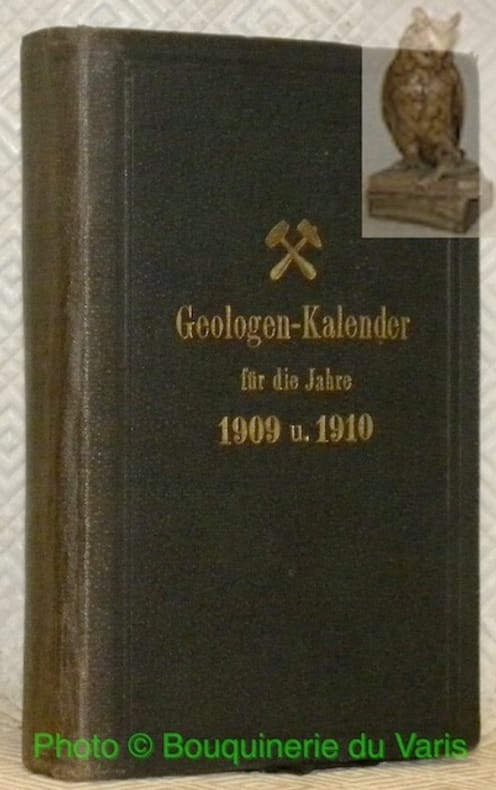 Geologen-Kalender
für die Jahre
1909 u. 1910
Photo © Bouquinerie du Varis